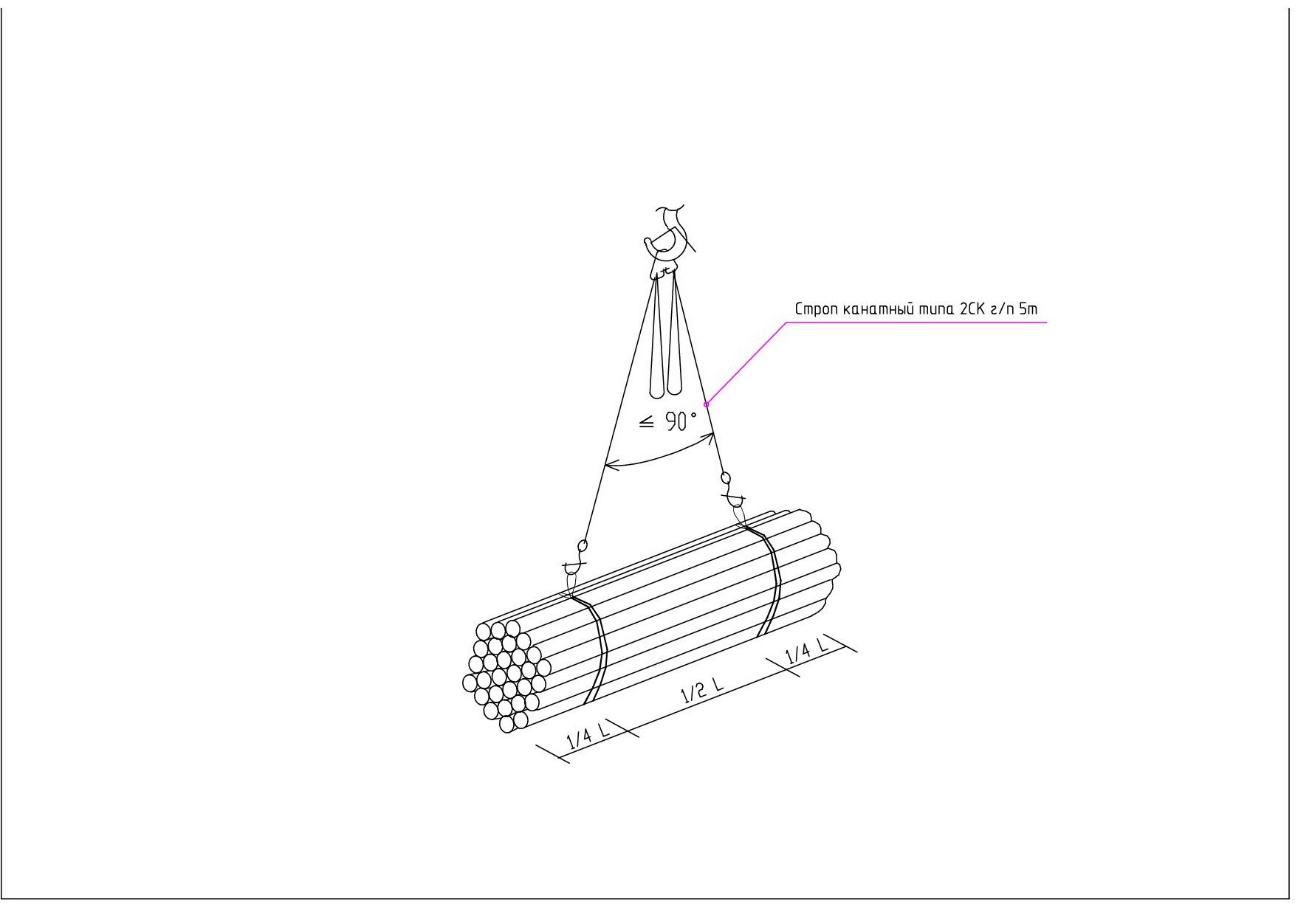 Строп канатный типа 2СК г/п 5т
≤ 90°
1/4 L
1/2 L
1/4 L